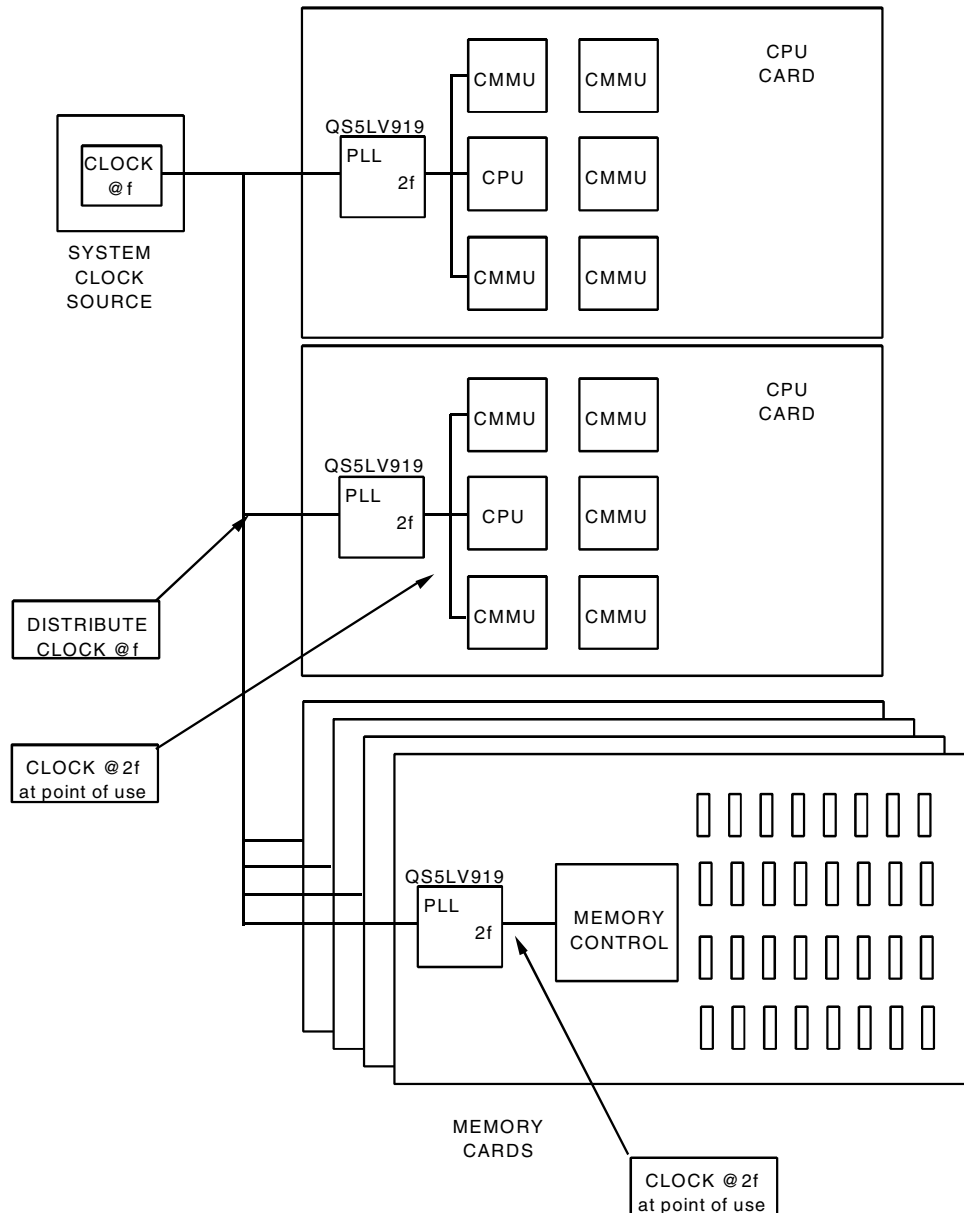 CPU
CARD
CMMU
CMMU
QS5LV919
PLL
2f
CLOCK
@f
CPU
CMMU
SYSTEM
CLOCK
SOURCE
CMMU
CMMU
CPU
CARD
CMMU
CMMU
QS5LV919
PLL
2f
CPU
CMMU
CMMU
CMMU
DISTRIBUTE
CLOCK @f
CLOCK @2f
at point of use
QS5LV919
PLL
2f
MEMORY
CONTROL
MEMORY
CARDS
CLOCK @2f
at point of use